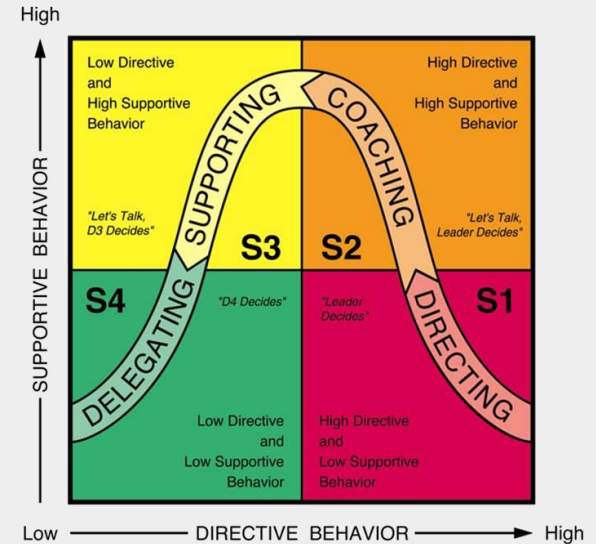 High
Low Directive
and
High Supportive
Behavior
High Directive
and
High Supportive
Behavior
SUPPORTING
COACHING
"Let's Talk,
D3 Decides"
"Let's Talk,
Leader Decides"
S3
S2
SUPPORTIVE BEHAVIOR
S4
"D4 Decides"
"Leader
Decides"
S1
DELEGATING
DIRECTING
Low Directive
and
Low Supportive
Behavior
High Directive
and
Low Supportive
Behavior
Low
DIRECTIVE BEHAVIOR
High